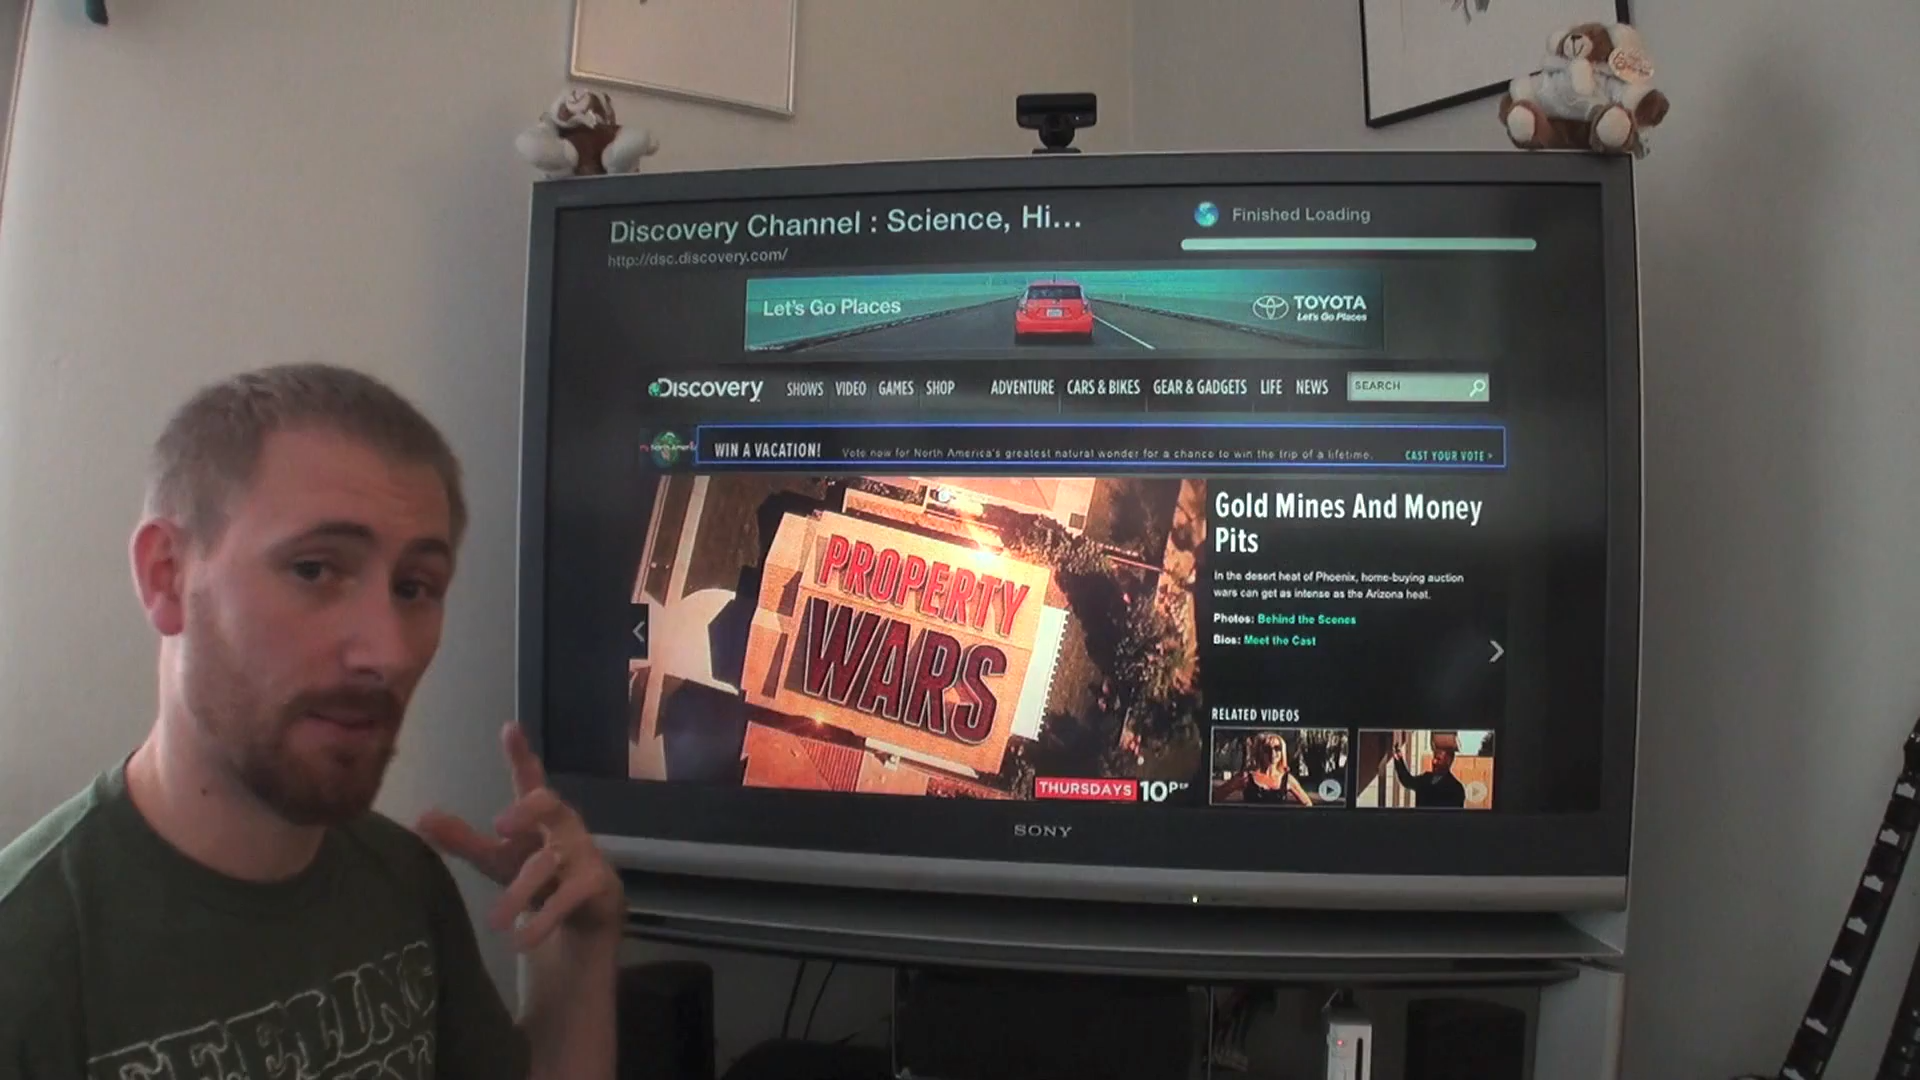 Discovery Channel : Science, Hi...
http://dsc.discovery.com/
Finished Loading
Let's Go Places
TOYOTA
Let's Go Places
Discovery SHOWS VIDEO GAMES SHOP ADVENTURE CARS & BIKES GEAR & GADGETS LIFE NEWS SEARCH
WIN A VACATION! Vote now for North America's greatest natural wonder for a chance to win the trip of a lifetime. CAST YOUR VOTE >
PROPERTY
WARS
THURSDAYS 10P
Gold Mines And Money
Pits
In the desert heat of Phoenix, home-buying auction
wars can get as intense as the Arizona heat.
Photos: Behind the Scenes
Bios: Meet the Cast
RELATED VIDEOS
SONY
FEELING